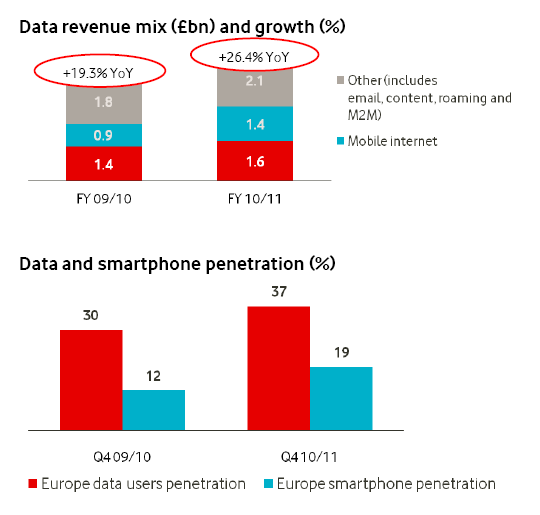 Data revenue mix (£bn) and growth (%)
+19.3% YoY
+26.4% YoY
1.8
0.9
1.4
2.1
1.4
1.6
FY 09/10
FY 10/11
Other (includes
email, content, roaming and
M2M)
Mobile internet
Data and smartphone penetration (%)
30
12
37
19
Q4 09/10
Q4 10/11
Europe data users penetration
Europe smartphone penetration